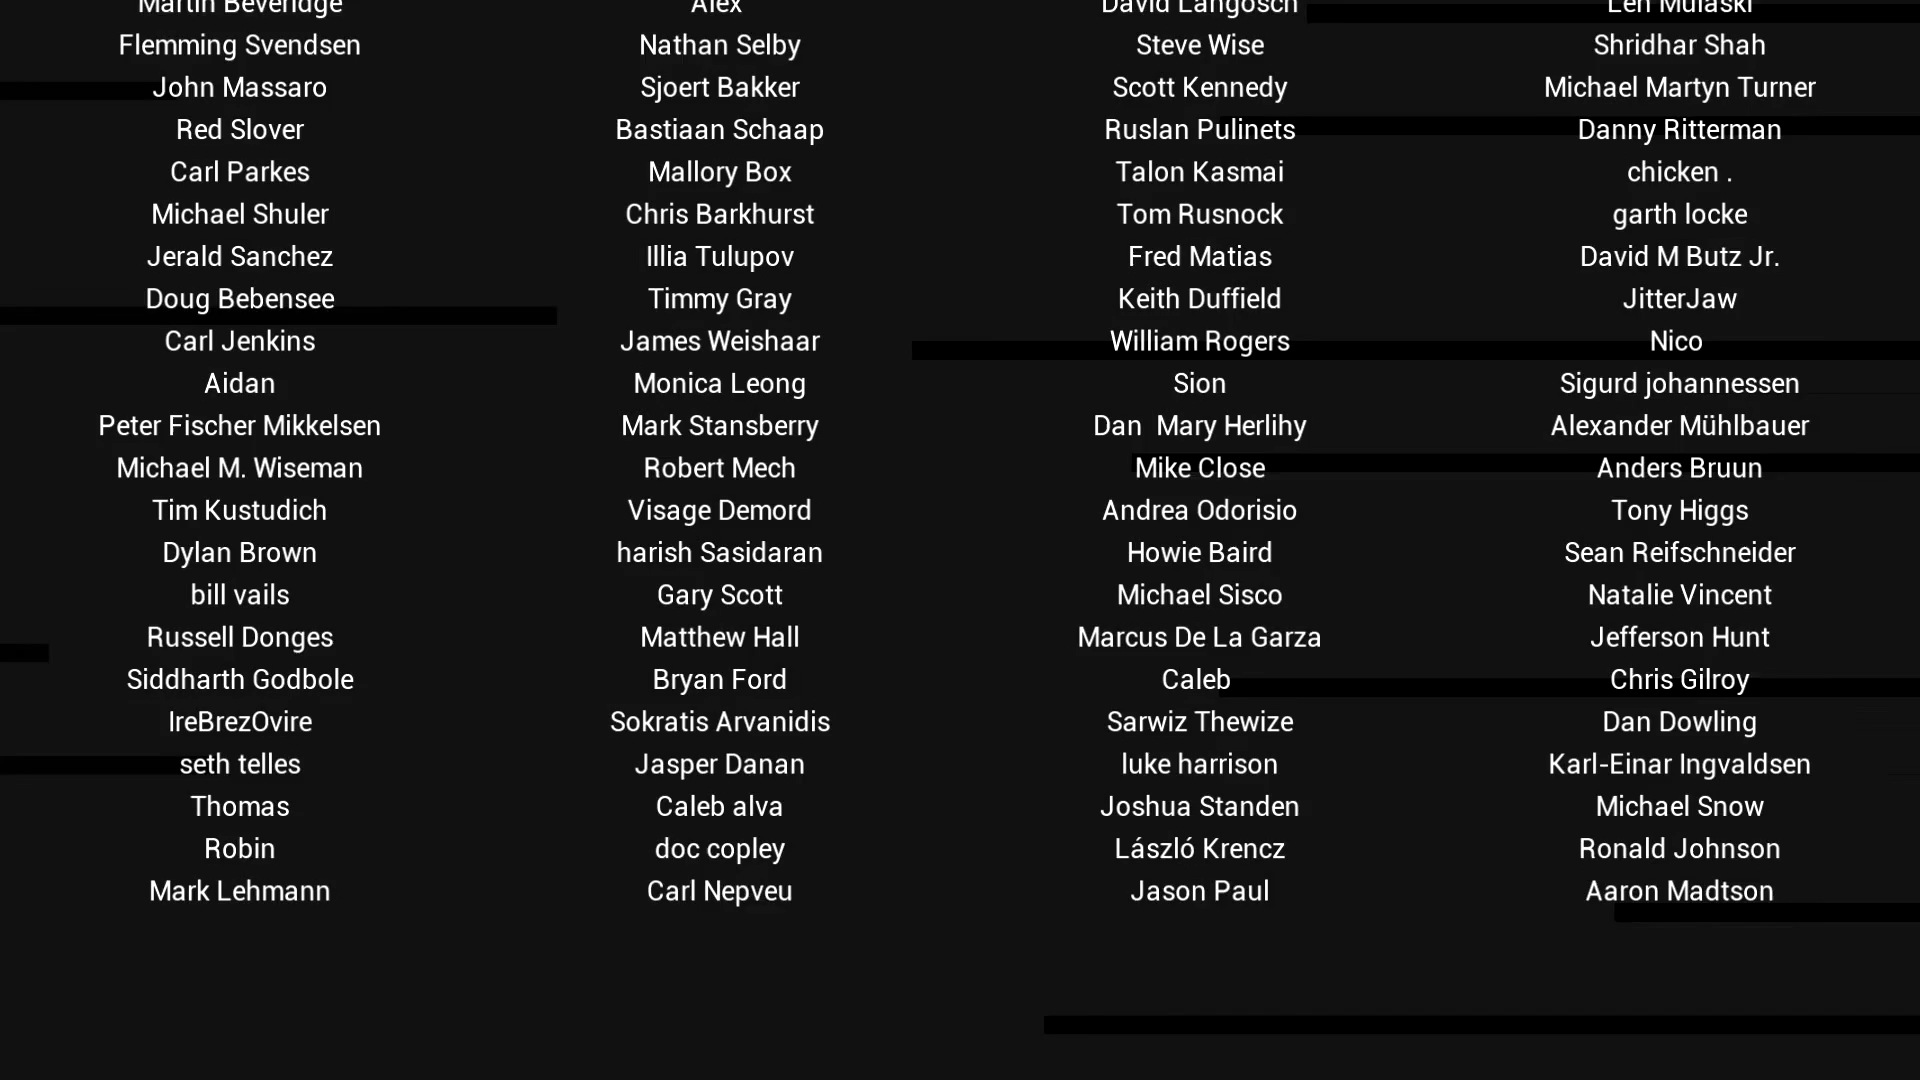 Martin Beveridge
Flemming Svendsen
John Massaro
Red Slover
Carl Parkes
Michael Shuler
Jerald Sanchez
Doug Bebensee
Carl Jenkins
Aidan
Peter Fischer Mikkelsen
Michael M. Wiseman
Tim Kustudich
Dylan Brown
bill vails
Russell Donges
Siddharth Godbole
IreBrezOvire
seth telles
Thomas
Robin
Mark Lehmann
Alex
Nathan Selby
Sjoert Bakker
Bastiaan Schaap
Mallory Box
Chris Barkhurst
Illia Tulupov
Timmy Gray
James Weishaar
Monica Leong
Mark Stansberry
Robert Mech
Visage Demord
harish Sasidaran
Gary Scott
Matthew Hall
Bryan Ford
Sokratis Arvanidis
Jasper Danan
Caleb alva
doc copley
Carl Nepveu
David Langosch
Steve Wise
Scott Kennedy
Ruslan Pulinets
Talon Kasmai
Tom Rusnock
Fred Matias
Keith Duffield
William Rogers
Sion
Dan  Mary Herlihy
Mike Close
Andrea Odorisio
Howie Baird
Michael Sisco
Marcus De La Garza
Caleb
Sarwiz Thewize
luke harrison
Joshua Standen
László Krencz
Jason Paul
Len Mulaski
Shridhar Shah
Michael Martyn Turner
Danny Ritterman
chicken .
garth locke
David M Butz Jr.
JitterJaw
Nico
Sigurd johannessen
Alexander Mühlbauer
Anders Bruun
Tony Higgs
Sean Reifschneider
Natalie Vincent
Jefferson Hunt
Chris Gilroy
Dan Dowling
Karl-Einar Ingvaldsen
Michael Snow
Ronald Johnson
Aaron Madtson